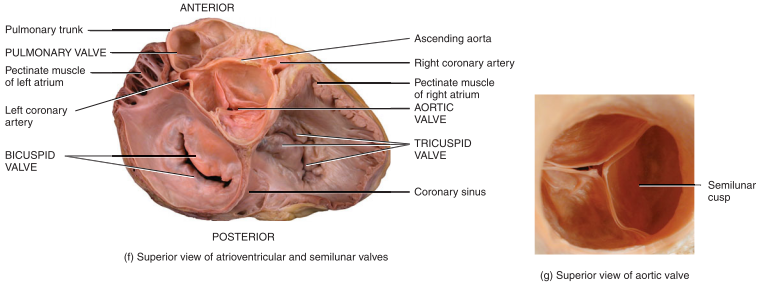 ANTERIOR
Pulmonary trunk
PULMONARY VALVE
Pectinate muscle
of left atrium
Left coronary
artery
BICUSPID
VALVE
Ascending aorta
Right coronary artery
Pectinate muscle
of right atrium
AORTIC
VALVE
TRICUSPID
VALVE
Coronary sinus
POSTERIOR
(f) Superior view of atrioventricular and semilunar valves
Semilunar
cusp
(g) Superior view of aortic valve